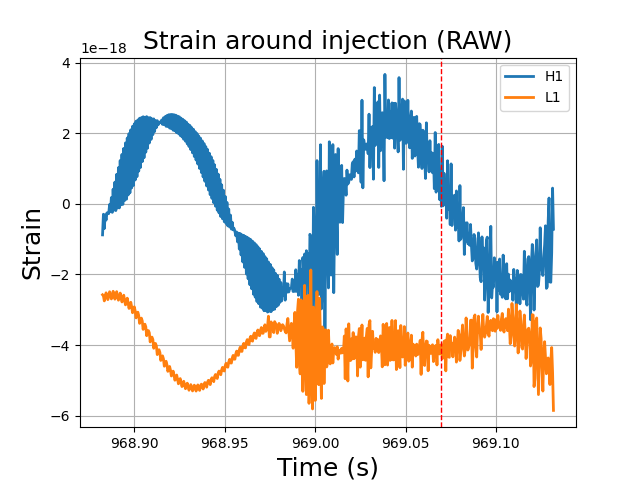 Strain around injection (RAW)
1e−18
H1
L1
4
2
0
−2
−4
−6
Strain
968.90
968.95
969.00
969.05
969.10
Time (s)